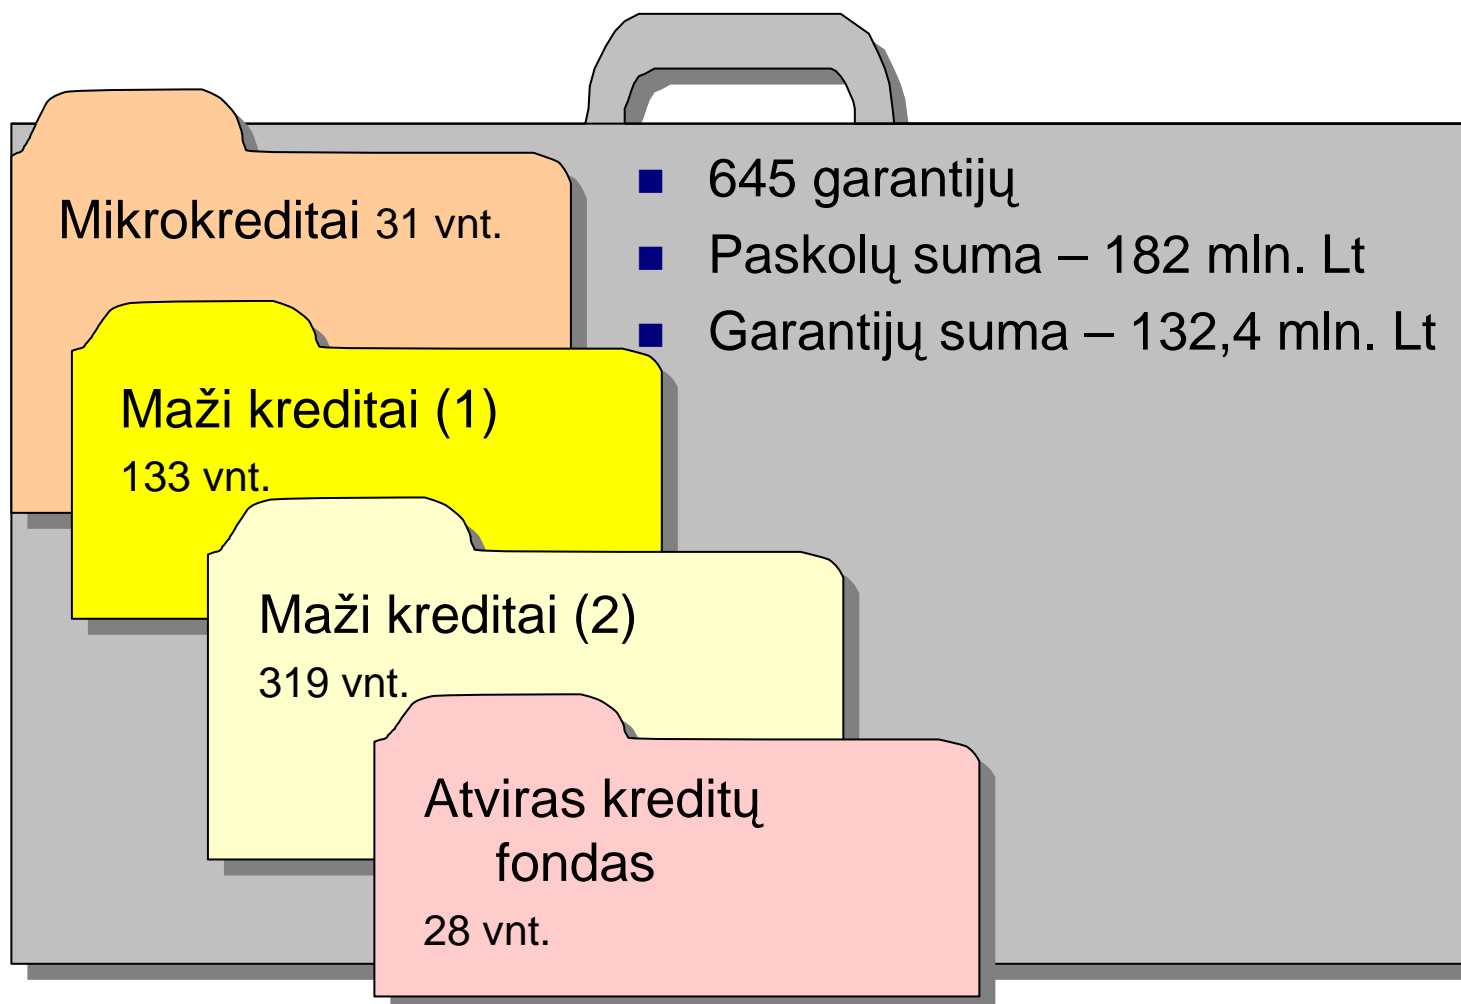 Mikrokreditai 31 vnt.
Maži kreditai (1)
133 vnt.
Maži kreditai (2)
319 vnt.
Atviras kreditų
fondas
28 vnt.
645 garantijų
Paskolų suma – 182 mln. Lt
Garantijų suma – 132,4 mln. Lt